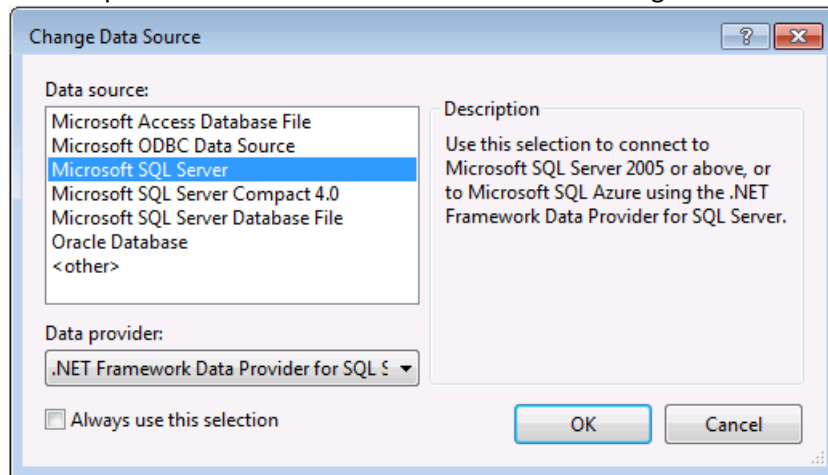 Change Data Source
Data source:
Microsoft Access Database File
Microsoft ODBC Data Source
Microsoft SQL Server
Microsoft SQL Server Compact 4.0
Microsoft SQL Server Database File
Oracle Database
<other>
Description
Use this selection to connect to
Microsoft SQL Server 2005 or above, or
to Microsoft SQL Azure using the .NET
Framework Data Provider for SQL Server.
Data provider:
.NET Framework Data Provider for SQL S
Always use this selection
OK
Cancel